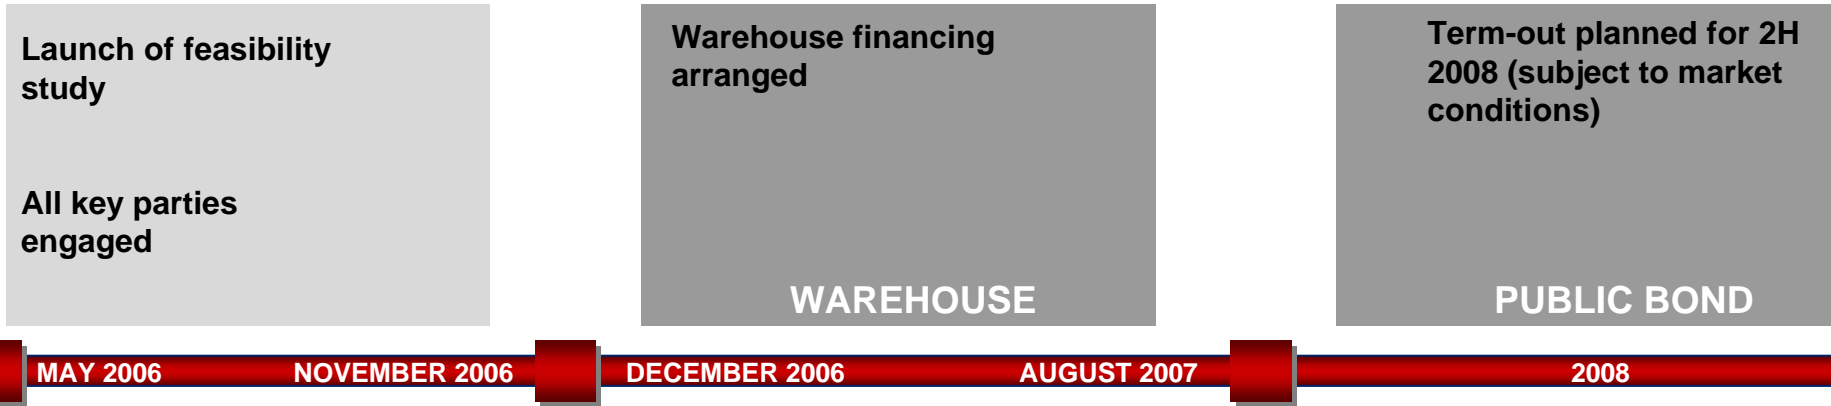 Launch of feasibility
study
All key parties
engaged
Warehouse financing
arranged
WAREHOUSE
Term-out planned for 2H
2008 (subject to market
conditions)
PUBLIC BOND
MAY 2006
NOVEMBER 2006
DECEMBER 2006
AUGUST 2007
2008